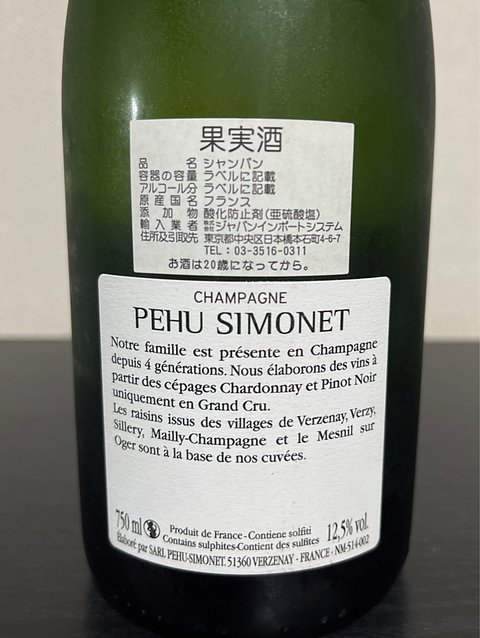 果実酒
品名 シャンパン
容器の容量 ラベルに記載
アルコール分 ラベルに記載
原産国名 フランス
添加物 酸化防止剤（亜硫酸塩）
輸入業者 株式会社ジャパンインポートシステム
住所及引取先 東京都中央区日本橋本石町4-6-7
TEL：03-3516-0311
お酒は20歳になってから。
CHAMPAGNE
PEHU SIMONET
Notre famille est présente en Champagne
depuis 4 générations. Nous élaborons des vins à
partir des cépages Chardonnay et Pinot Noir
uniquement en Grand Cru.
Les raisins issus des villages de Verzenay, Verzy,
Sillery, Mailly-Champagne et le Mesnil sur
Oger sont à la base de nos cuvées.
750 ml Produit de France - Contiene solfiti 12,5% vol.
Contains sulphites-Contient des sulfites
Élaboré par SARL PEHU-SIMONET. 51360 VERZENAY - FRANCE - NM-514-002